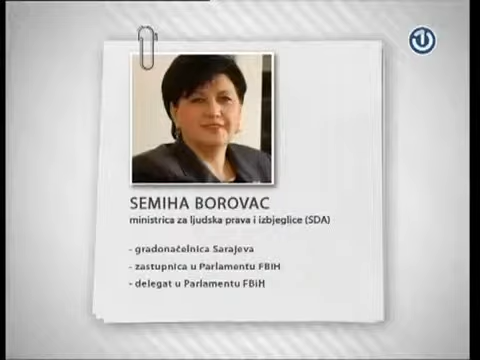 SEMIHA BOROVAC
ministrica za ljudska prava i izbjeglice (SDA)
- gradonačelnica Sarajeva
- zastupnica u Parlamentu FBIH
- delegat u Parlamentu FBiH